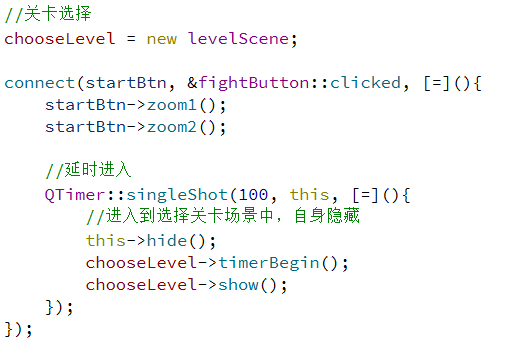 //关卡选择
chooseLevel = new levelScene;

connect(startBtn, &fightButton::clicked, [=](){
    startBtn->zoom1();
    startBtn->zoom2();

    //延时进入
    QTimer::singleShot(100, this, [=](){
        //进入到选择关卡场景中，自身隐藏
        this->hide();
        chooseLevel->timerBegin();
        chooseLevel->show();
    });
});